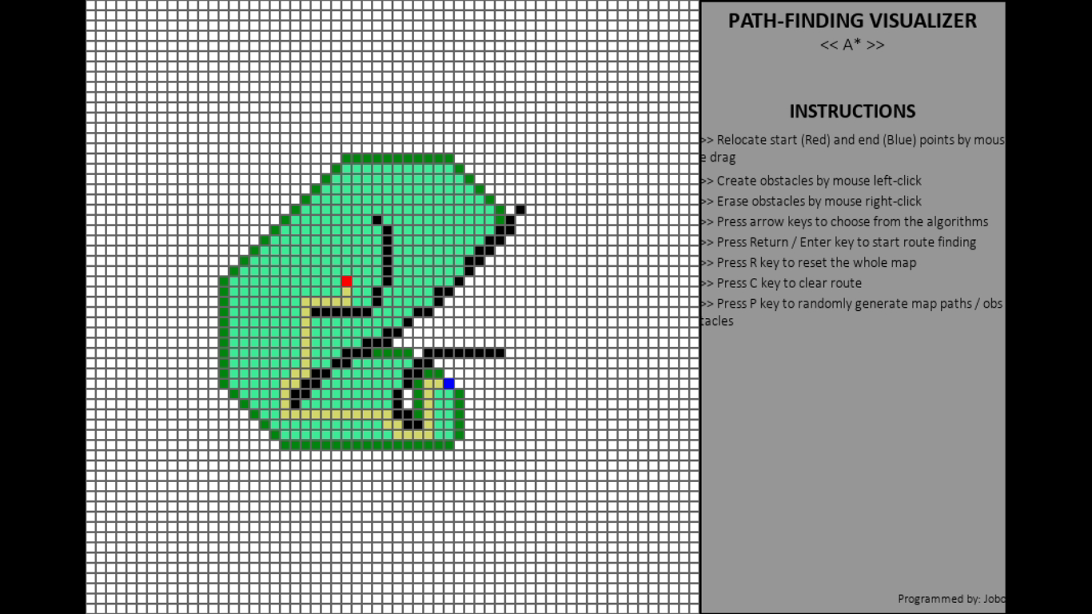 PATH-FINDING VISUALIZER
<< A* >>
INSTRUCTIONS
>> Relocate start (Red) and end (Blue) points by mous
e drag
>> Create obstacles by mouse left-click
>> Erase obstacles by mouse right-click
>> Press arrow keys to choose from the algorithms
>> Press Return / Enter key to start route finding
>> Press R key to reset the whole map
>> Press C key to clear route
>> Press P key to randomly generate map paths / obs
tacles
Programmed by: Jobo